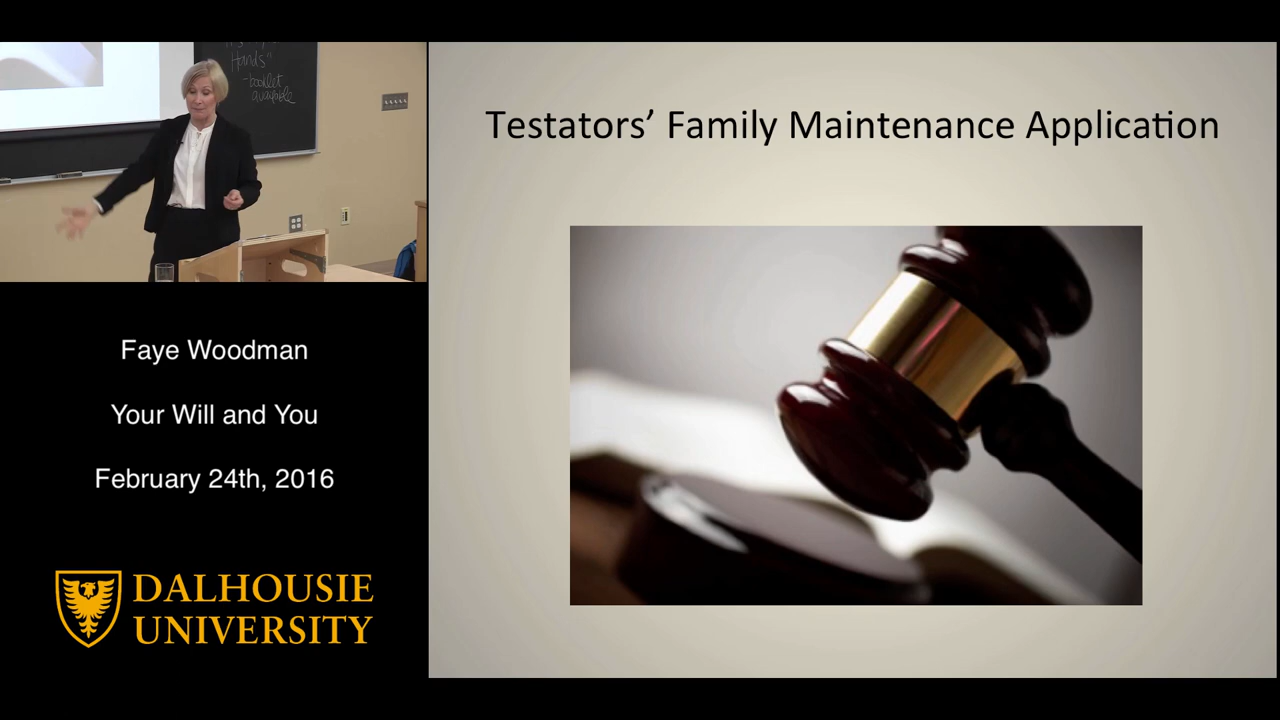 Hands"
-booklet
available
Testators' Family Maintenance Application
Faye Woodman
Your Will and You
February 24th, 2016
DALHOUSIE
UNIVERSITY